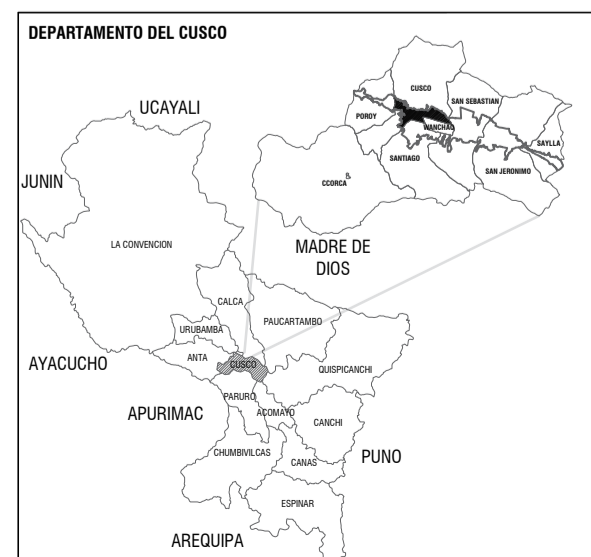 DEPARTAMENTO DEL CUSCO
CUSCO
SAN SEBASTIAN
POROY
WANCHAQ
SAYLLA
SANTIAGO
SAN JERONIMO
CCORCA
UCAYALI
JUNIN
LA CONVENCION
MADRE DE
DIOS
CALCA
PAUCARTAMBO
URUBAMBA
AYACUCHO
ANTA
CUSCO
QUISPICANCHI
PARURO
APURIMAC
ACOMAYO
CANCHI
CHUMBIVILCAS
CANAS
PUNO
ESPINAR
AREQUIPA